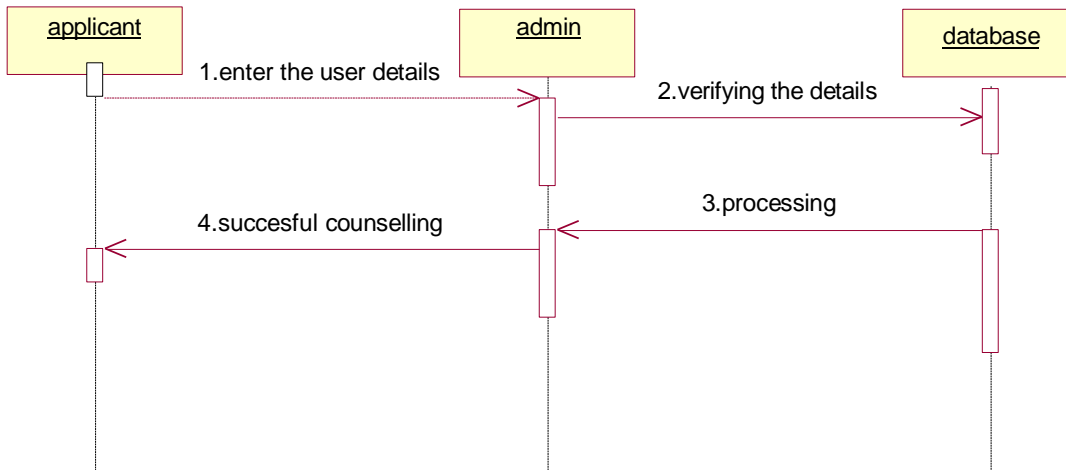 applicant
admin
database
1.enter the user details
2.verifying the details
3.processing
4.succesful counselling